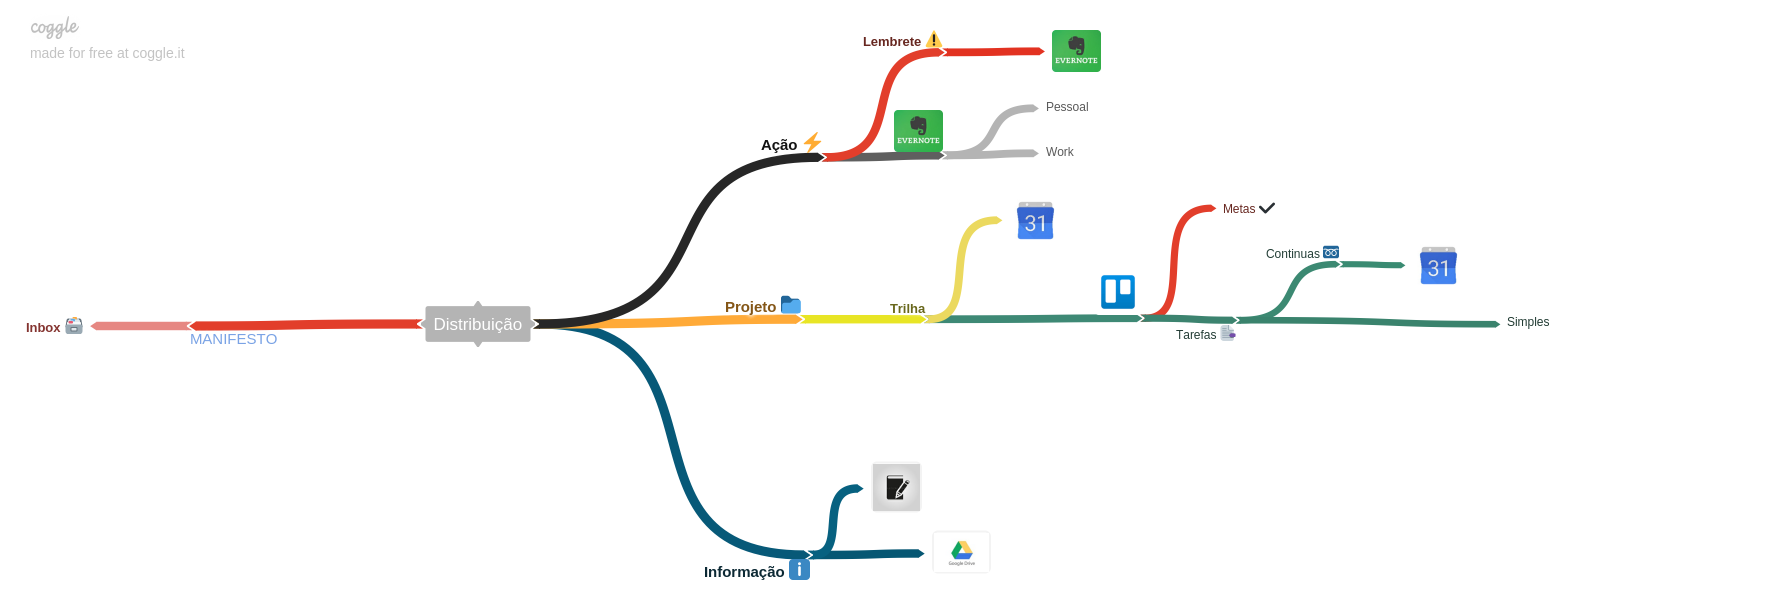 coggle
made for free at coggle.it
Lembrete
EVERNOTE
Pessoal
Ação
EVERNOTE
Work
Metas
31
Continuas
31
Projeto
Trilha
Inbox
Distribuição
Simples
MANIFESTO
Tarefas
Google Drive
Informação